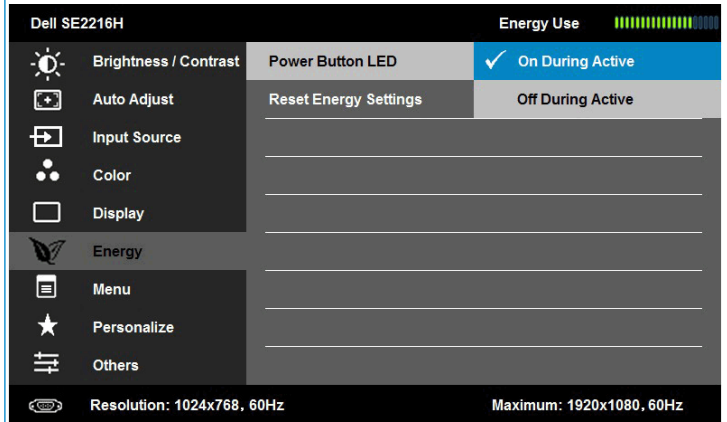 Dell SE2216H Energy Use
Brightness / Contrast Power Button LED On During Active
Auto Adjust Reset Energy Settings Off During Active
Input Source
Color
Display
Energy
Menu
Personalize
Others
Resolution: 1024x768, 60Hz Maximum: 1920x1080, 60Hz